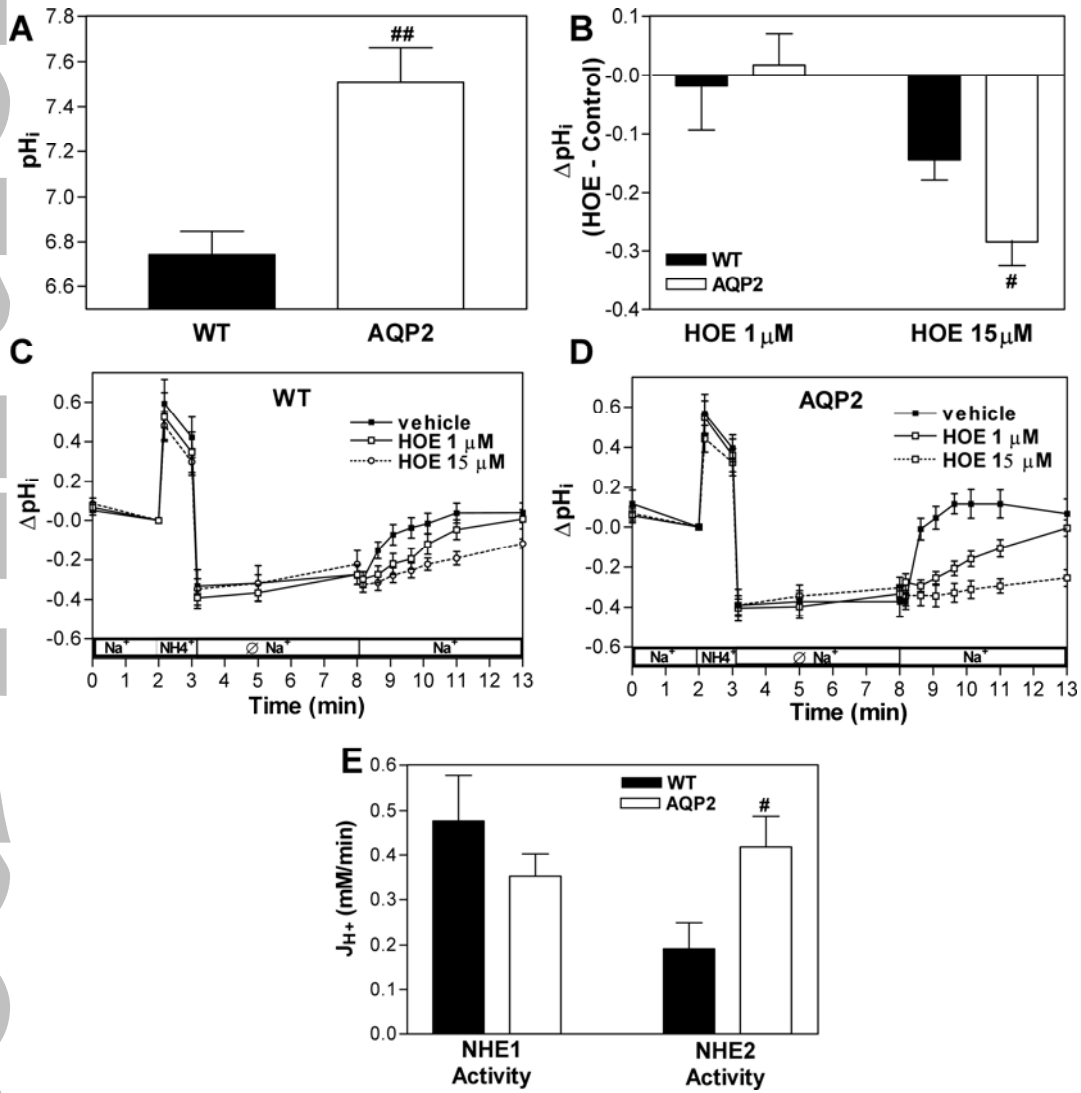 A
7.8
7.6
7.4
7.2
7.0
6.8
6.6
pHi
##
WT AQP2
B
0.1
-0.0
-0.1
-0.2
-0.3
-0.4
ΔpHi
(HOE - Control)
WT
AQP2
#
HOE 1μM HOE 15μM
C
WT
0.6
0.4
0.2
-0.0
-0.2
-0.4
-0.6
ΔpHi
vehicle
HOE 1 μM
HOE 15 μM
Na+ NH4+ Ø Na+ Na+
0 1 2 3 4 5 6 7 8 9 10 11 12 13
Time (min)
D
AQP2
0.6
0.4
0.2
-0.0
-0.2
-0.4
-0.6
ΔpHi
vehicle
HOE 1 μM
HOE 15 μM
Na+ NH4+ Ø Na+ Na+
0 1 2 3 4 5 6 7 8 9 10 11 12 13
Time (min)
E
0.6
0.5
0.4
0.3
0.2
0.1
0.0
JH+ (mM/min)
WT
AQP2
#
NHE1 NHE2
Activity Activity